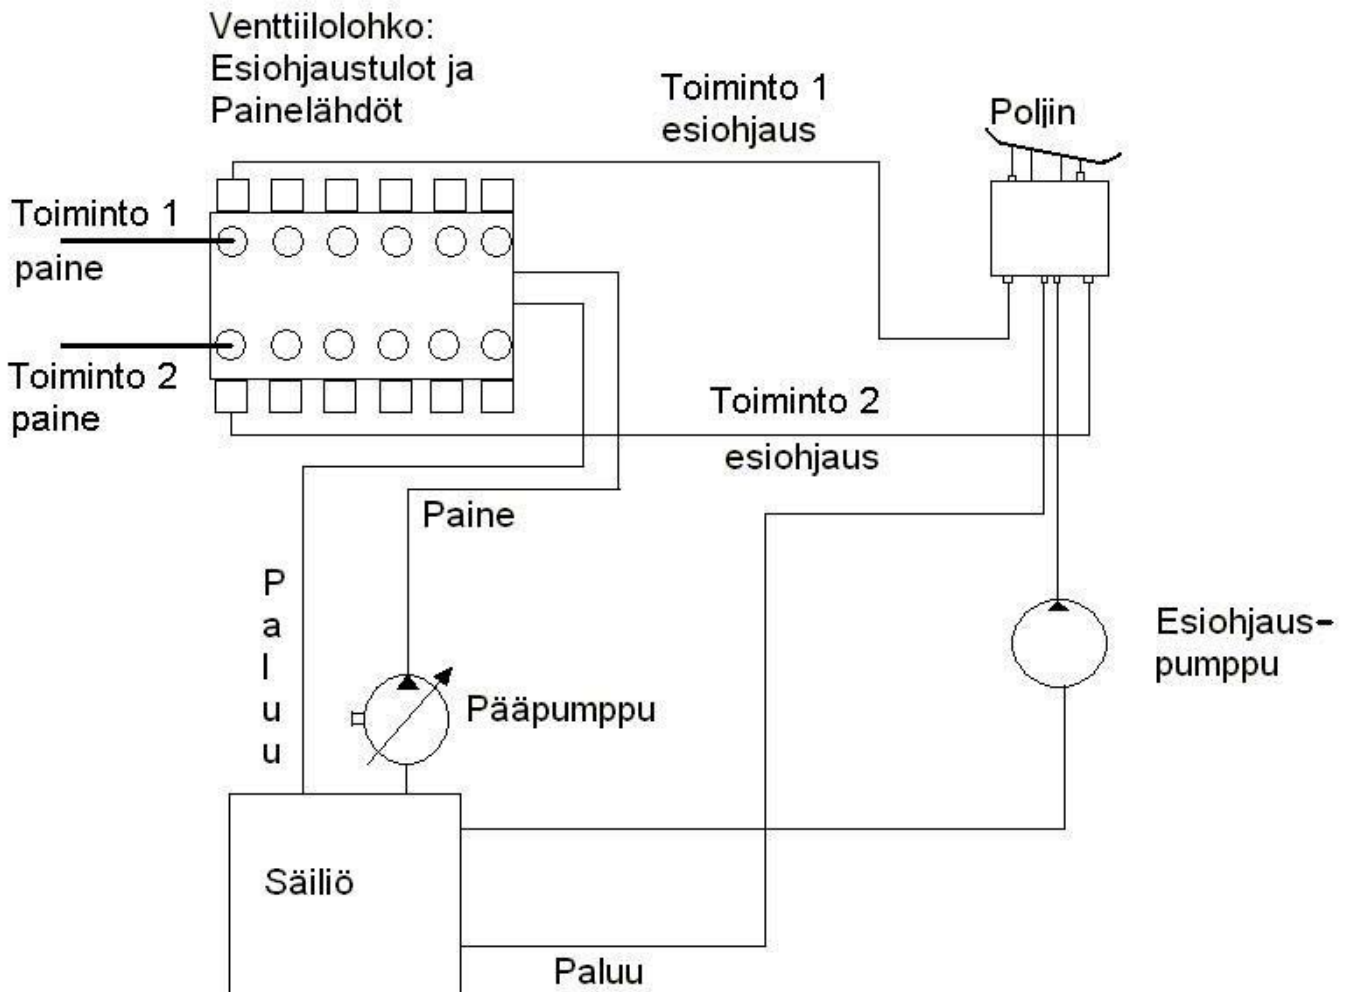 Venttiilolohko:
Esiohjaustulot ja
Painelähdöt
Toiminto 1
esiohjaus
Poljin
Toiminto 1
paine
Toiminto 2
paine
Toiminto 2
esiohjaus
Paine
P
a
l
u
u
Pääpumppu
Esiohjaus-
pumppu
Säiliö
Paluu